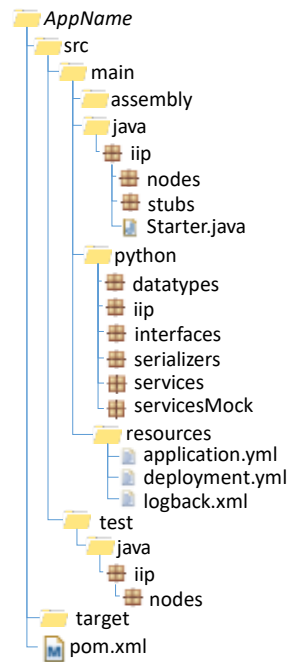 AppName
src
main
assembly
java
iip
nodes
stubs
Starter.java
python
datatypes
iip
interfaces
serializers
services
servicesMock
resources
application.yml
deployment.yml
logback.xml
test
java
iip
nodes
target
pom.xml